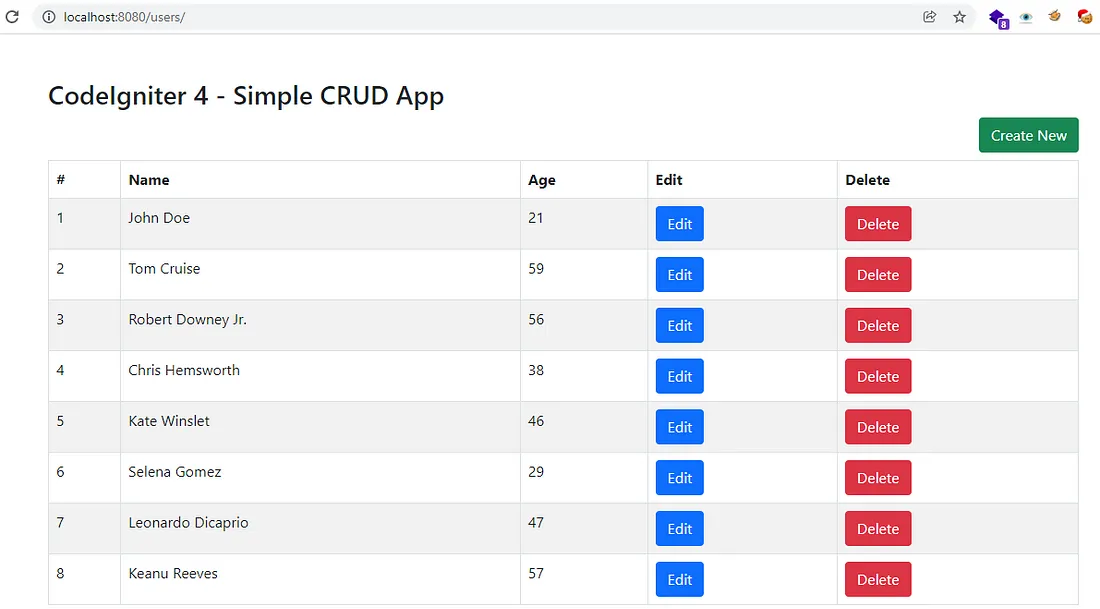 localhost:8080/users/
8
CodeIgniter 4 - Simple CRUD App
Create New
# Name Age Edit Delete
1 John Doe 21 Edit Delete
2 Tom Cruise 59 Edit Delete
3 Robert Downey Jr. 56 Edit Delete
4 Chris Hemsworth 38 Edit Delete
5 Kate Winslet 46 Edit Delete
6 Selena Gomez 29 Edit Delete
7 Leonardo Dicaprio 47 Edit Delete
8 Keanu Reeves 57 Edit Delete